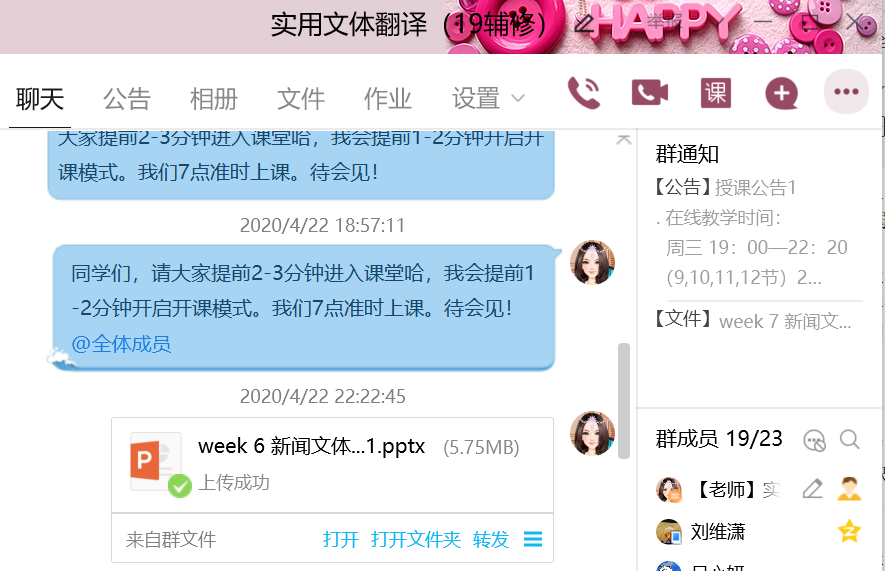 实用文体翻译（19辅修）
HAPPY
聊天 公告 相册 文件 作业 设置 课
大家提前2-3分钟进入课堂哈，我会提前1-2分钟开启开
课模式。我们7点准时上课。待会见！
2020/4/22 18:57:11
同学们，请大家提前2-3分钟进入课堂哈，我会提前1
-2分钟开启开课模式。我们7点准时上课。待会见！
@全体成员
2020/4/22 22:22:45
P
week 6 新闻文体...1.pptx (5.75MB)
上传成功
来自群文件 打开 打开文件夹 转发
群通知
【公告】授课公告1
. 在线教学时间：
周三 19：00—22：20
(9,10,11,12节）2...
【文件】week 7 新闻文...
群成员 19/23
【老师】实
刘维潇